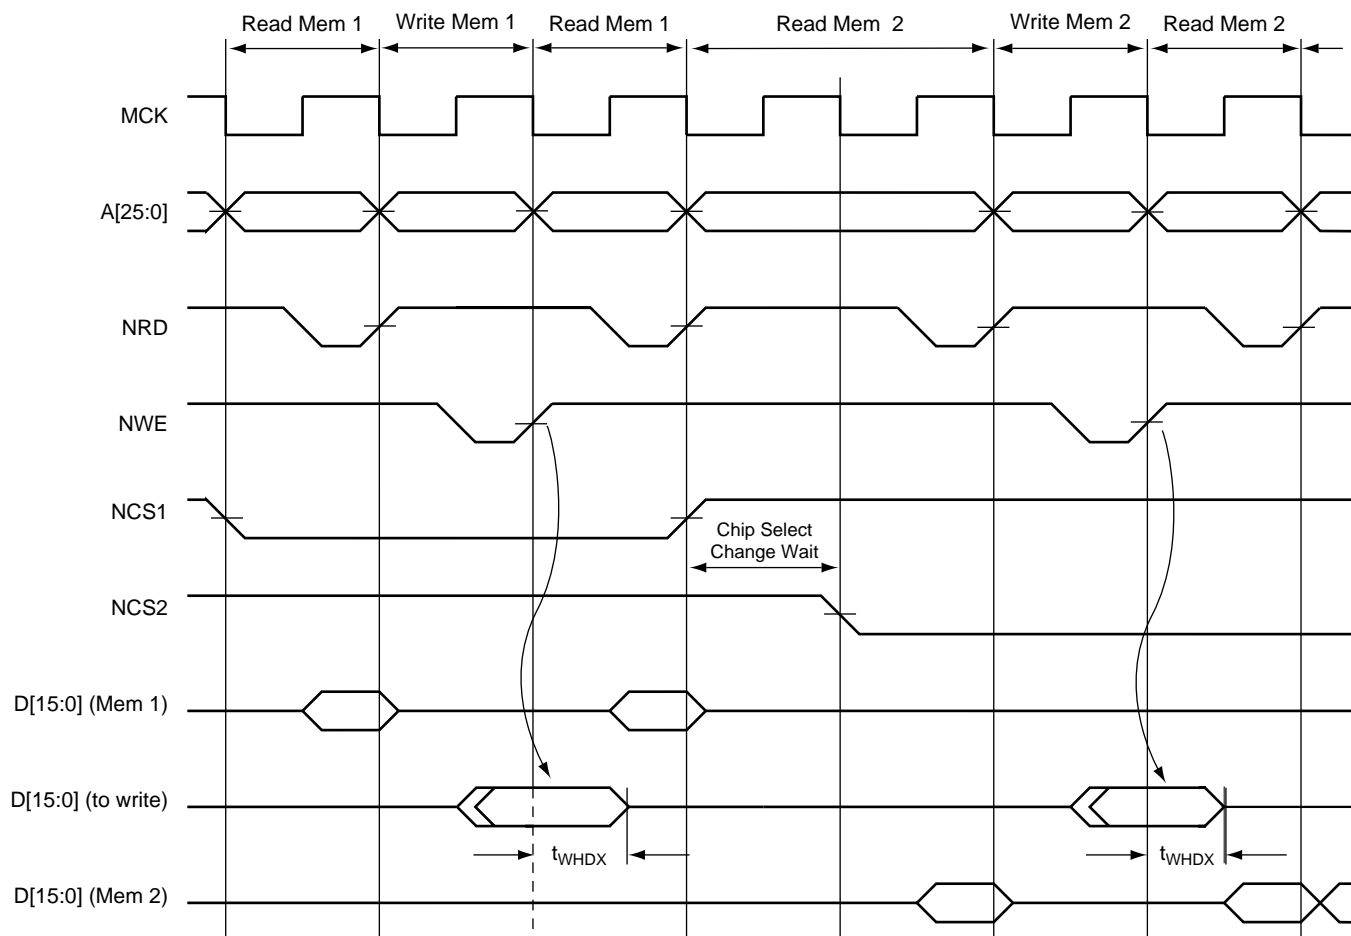 Read Mem 1 Write Mem 1 Read Mem 1 Read Mem 2 Write Mem 2 Read Mem 2
MCK
A[25:0]
NRD
NWE
NCS1
Chip Select
Change Wait
NCS2
D[15:0] (Mem 1)
D[15:0] (to write)
tWHDX tWHDX
D[15:0] (Mem 2)